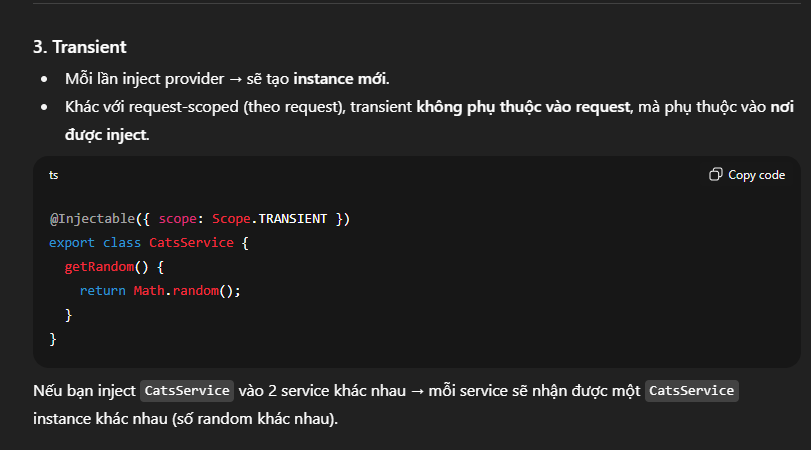 3. Transient
• Mỗi lần inject provider → sẽ tạo instance mới.
• Khác với request-scoped (theo request), transient không phụ thuộc vào request, mà phụ thuộc vào nơi
được inject.
ts
Copy code
@Injectable({ scope: Scope.TRANSIENT })
export class CatsService {
  getRandom() {
    return Math.random();
  }
}
Nếu bạn inject CatsService vào 2 service khác nhau → mỗi service sẽ nhận được một CatsService
instance khác nhau (số random khác nhau).